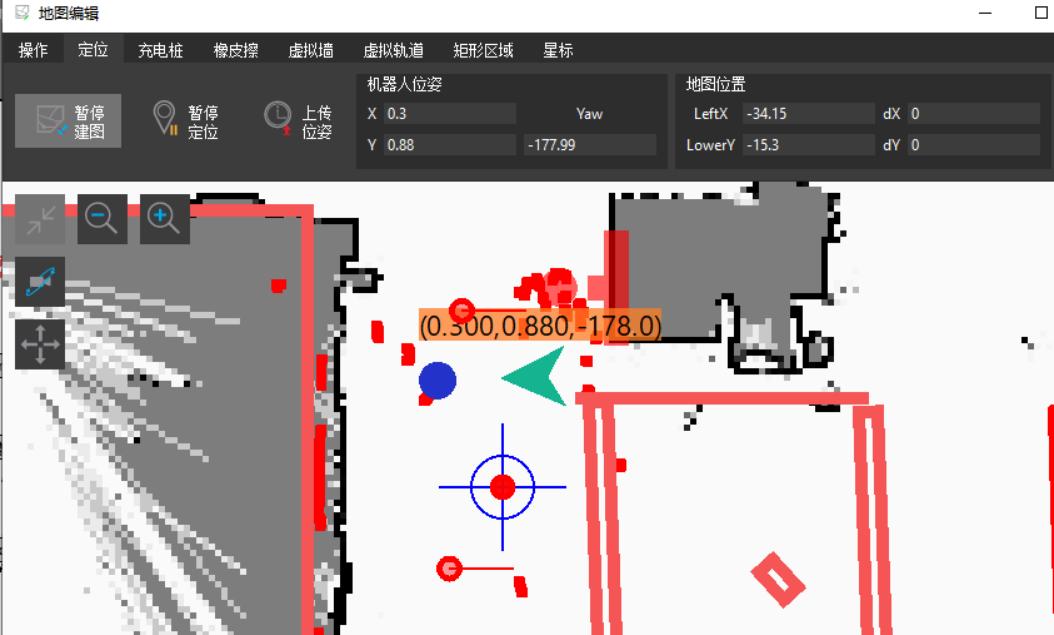 地图编辑
操作 定位 充电桩 橡皮擦 虚拟墙 虚拟轨道 矩形区域 星标
暂停
建图
暂停
定位
上传
位姿
机器人位姿
X 0.3 Yaw
Y 0.88 -177.99
地图位置
LeftX -34.15 dX 0
LowerY -15.3 dY 0
(0.300,0.880,-178.0)